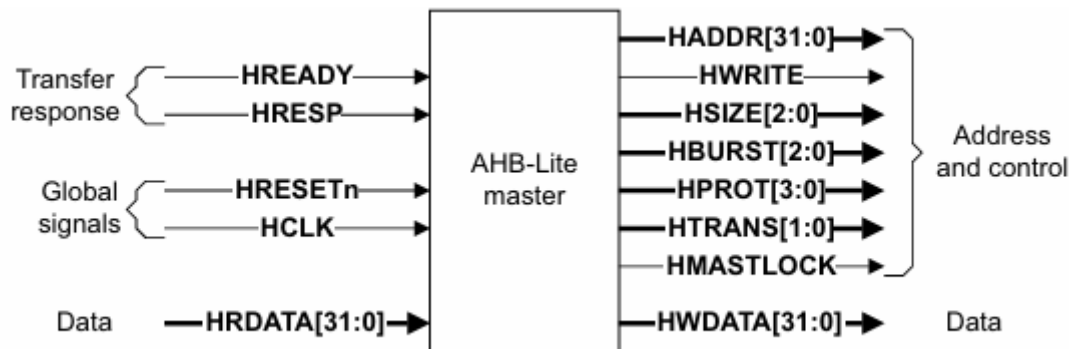 Transfer
response
HREADY
HRESP
Global
signals
HRESETn
HCLK
Data
HRDATA[31:0]
AHB-Lite
master
HADDR[31:0]
HWRITE
HSIZE[2:0]
HBURST[2:0]
HPROT[3:0]
HTRANS[1:0]
HMASTLOCK
HWDATA[31:0]
Address
and control
Data